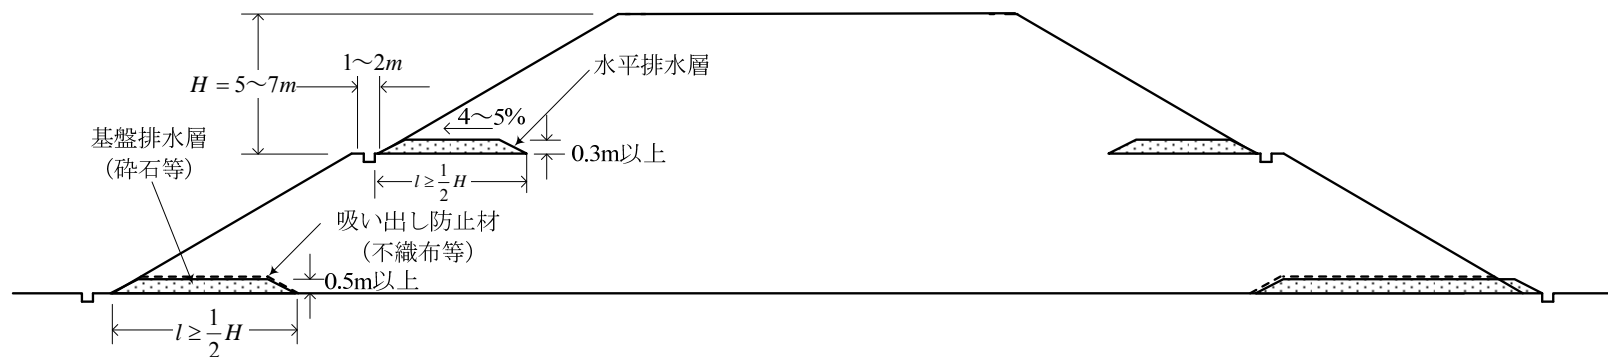 1～2m
H = 5～7m
水平排水層
4～5%
基盤排水層
（砕石等）
0.3m以上
l ≥ 1/2 H
吸い出し防止材
（不織布等）
0.5m以上
l ≥ 1/2 H